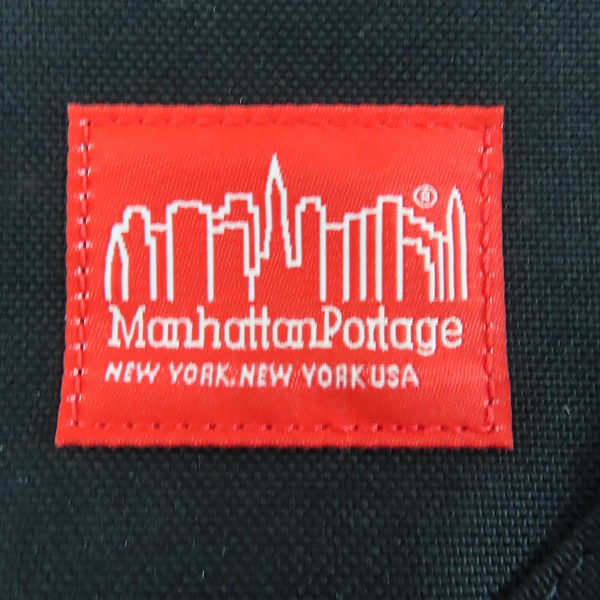 ®
ManhattanPortage
NEW YORK, NEW YORK USA